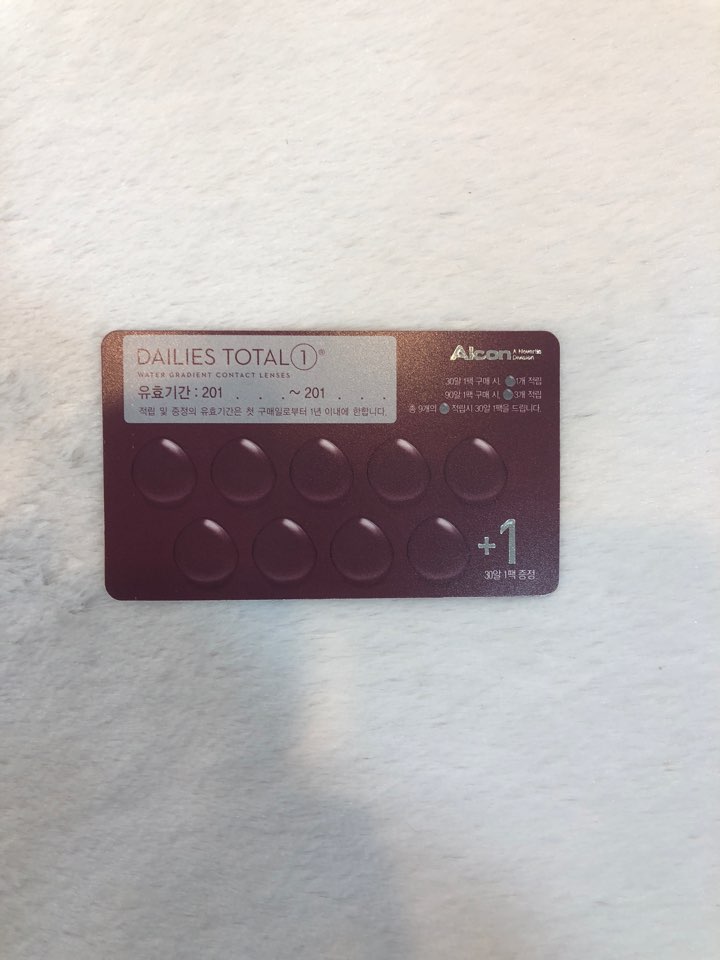 DAILIES TOTAL 1®
WATER GRADIENT CONTACT LENSES
유효기간 : 201 . . . ~ 201 . . .
적립 및 증정의 유효기간은 첫 구매일로부터 1년 이내에 한합니다.
Alcon A Novartis
Division
30알 1팩 구매 시, 1개 적립
90알 1팩 구매 시, 3개 적립
총 9개의 적립시 30알 1팩을 드립니다.
+1
30알 1팩 증정